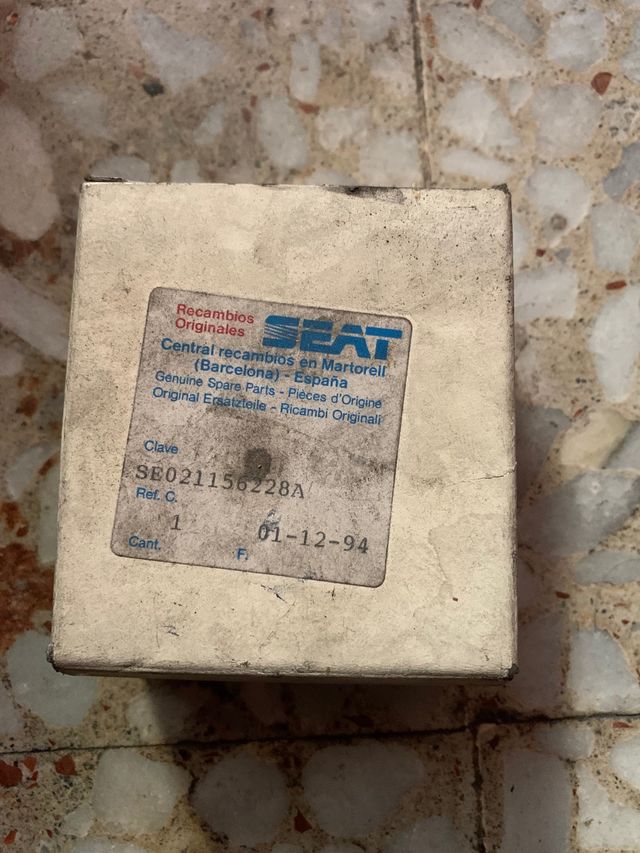 Recambios
Originales
SEAT
Central recambios en Martorell
(Barcelona) - España
Genuine Spare Parts - Pièces d'Origine
Original Ersatzteile - Ricambi Originali
Clave
SE021156228A
Ref. C.
1 01-12-94
Cant. F.